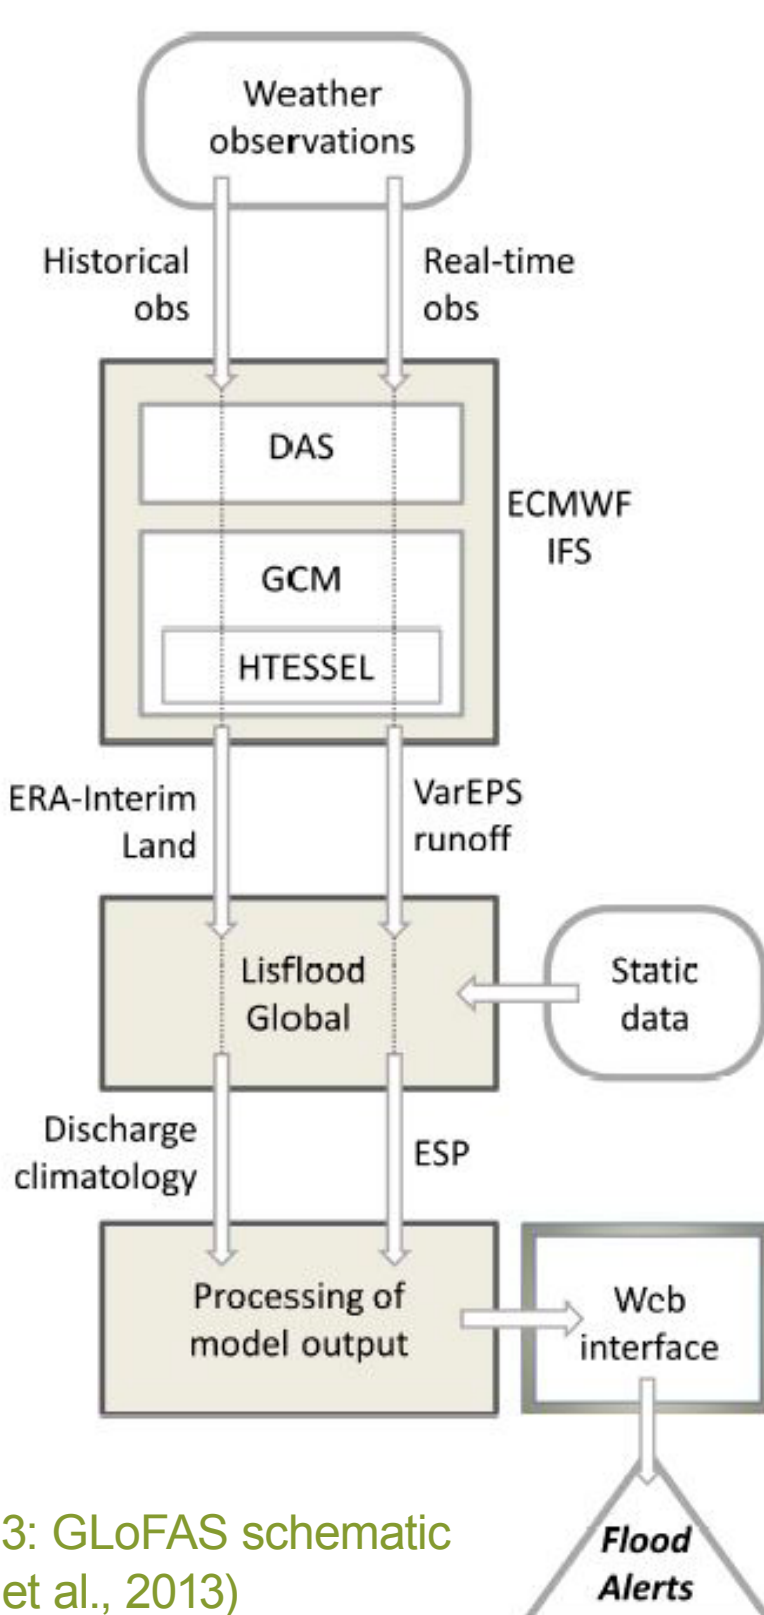 Weather
observations
Historical
obs
Real-time
obs
DAS
ECMWF
IFS
GCM
HTESSEL
ERA-Interim
Land
VarEPS
runoff
Lisflood
Global
Static
data
Discharge
climatology
ESP
Processing of
model output
Web
interface
3: GLoFAS schematic
et al., 2013)
Flood
Alerts